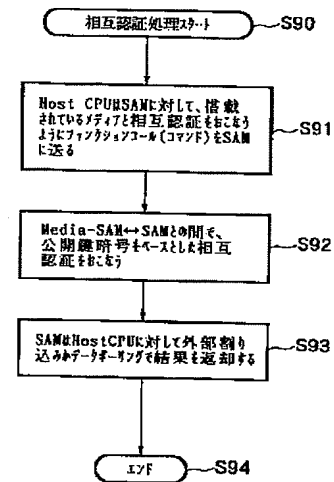 相互認証処理スタート
S90
Host CPUはSAMに対して、搭載
されているメディアと相互認証をおこなう
ようにファンクションコール(コマンド)をSAM
に送る
S91
Media-SAM↔SAMとの間で、
公開鍵暗号をベースとした相互
認証をおこなう
S92
SAMはHostCPUに対して外部割り
込みかデータポーリングで結果を返却する
S93
エンド
S94